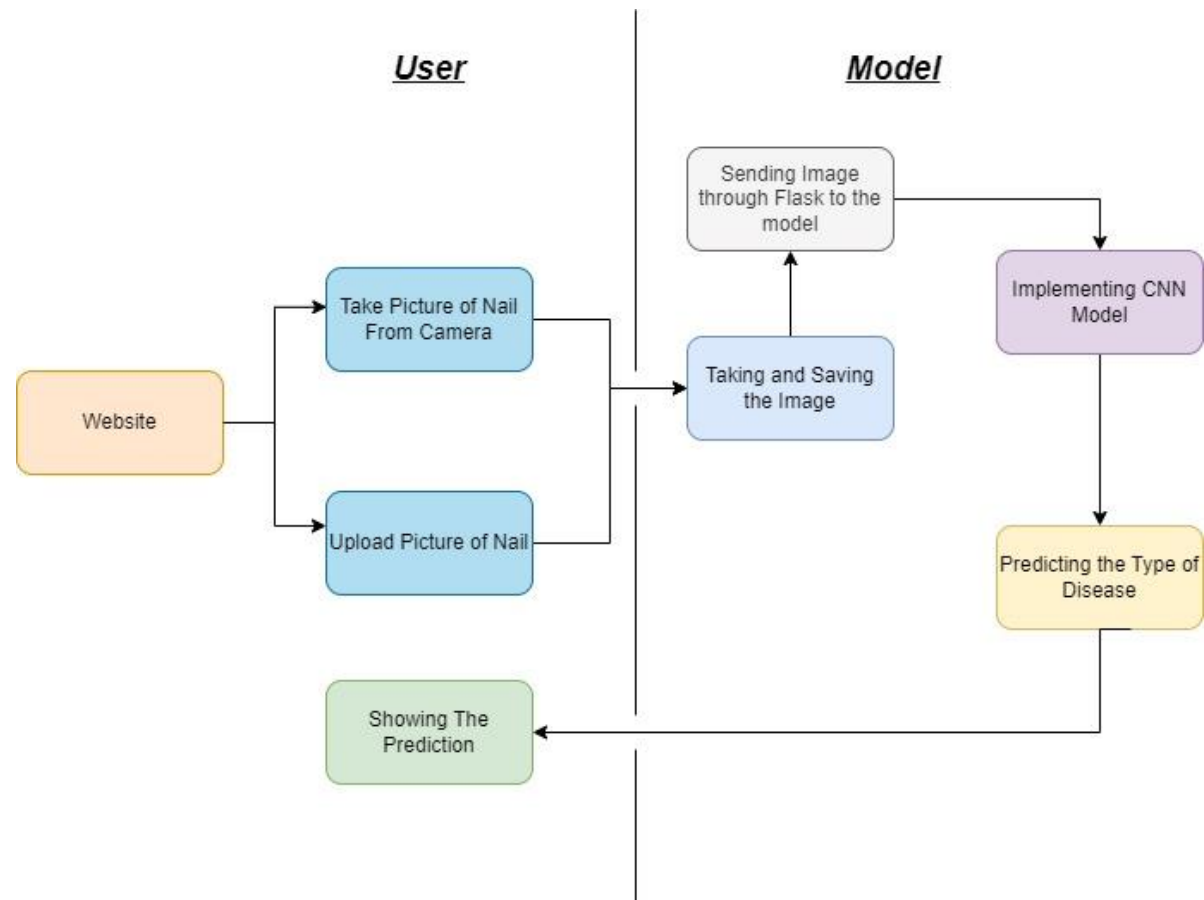 User
Model
Sending Image
through Flask to the
model
Take Picture of Nail
From Camera
Implementing CNN
Model
Website
Taking and Saving
the Image
Upload Picture of Nail
Predicting the Type of
Disease
Showing The
Prediction